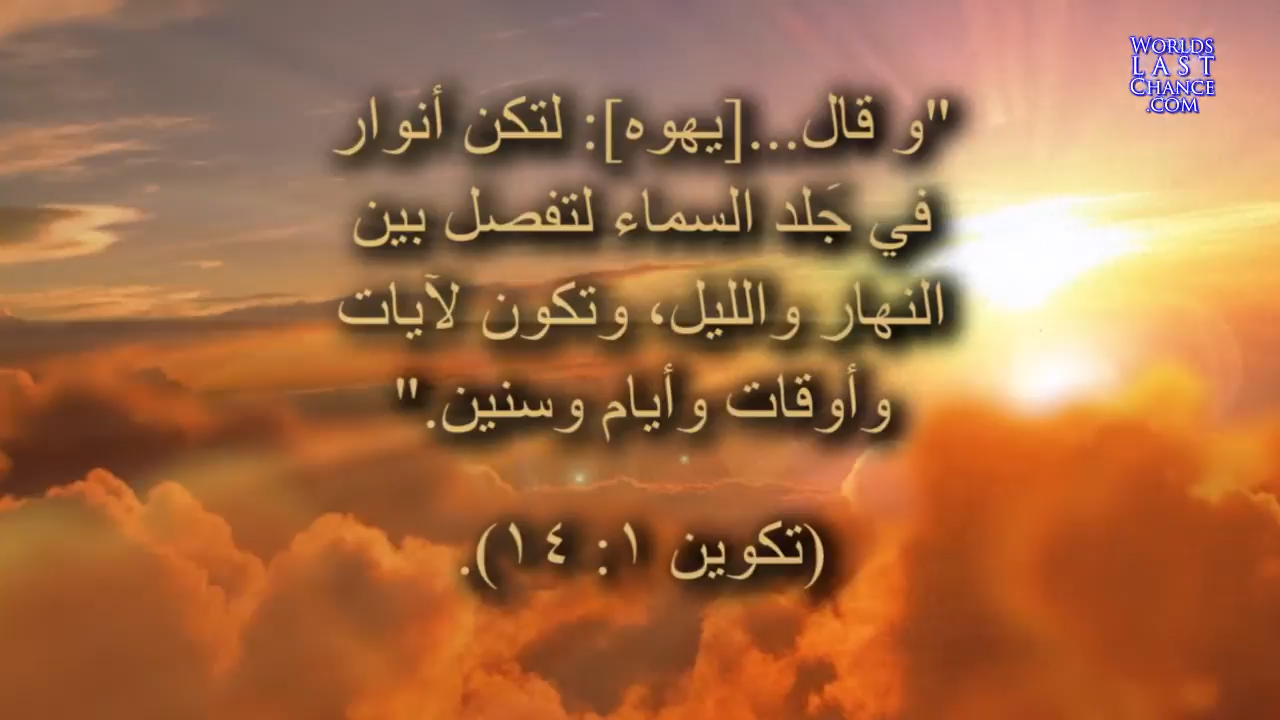 WORLDS
LAST
CHANCE
.COM
"و قال...[يهوه]: لتكن أنوار
في جَلد السماء لتفصل بين
النهار والليل، وتكون لآيات
وأوقات وأيام وسنين."
(تكوين ١: ١٤).